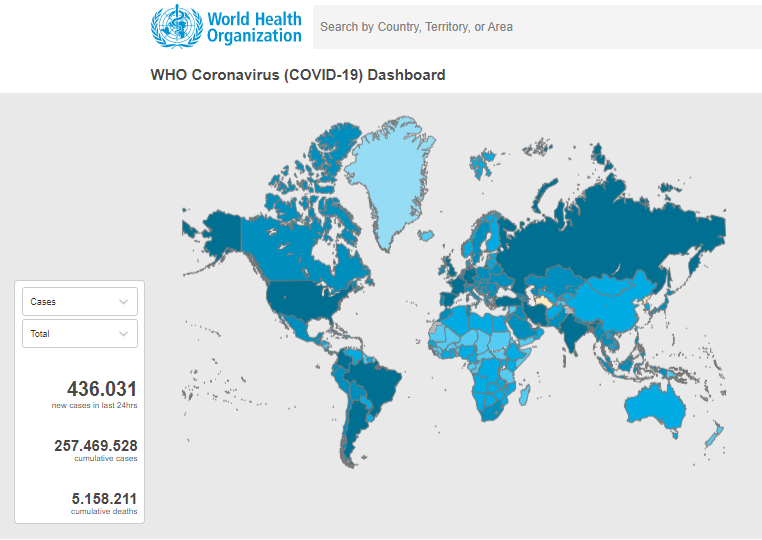 World Health
Organization
Search by Country, Territory, or Area
WHO Coronavirus (COVID-19) Dashboard
Cases
Total
436.031
new cases in last 24hrs
257.469.528
cumulative cases
5.158.211
cumulative deaths